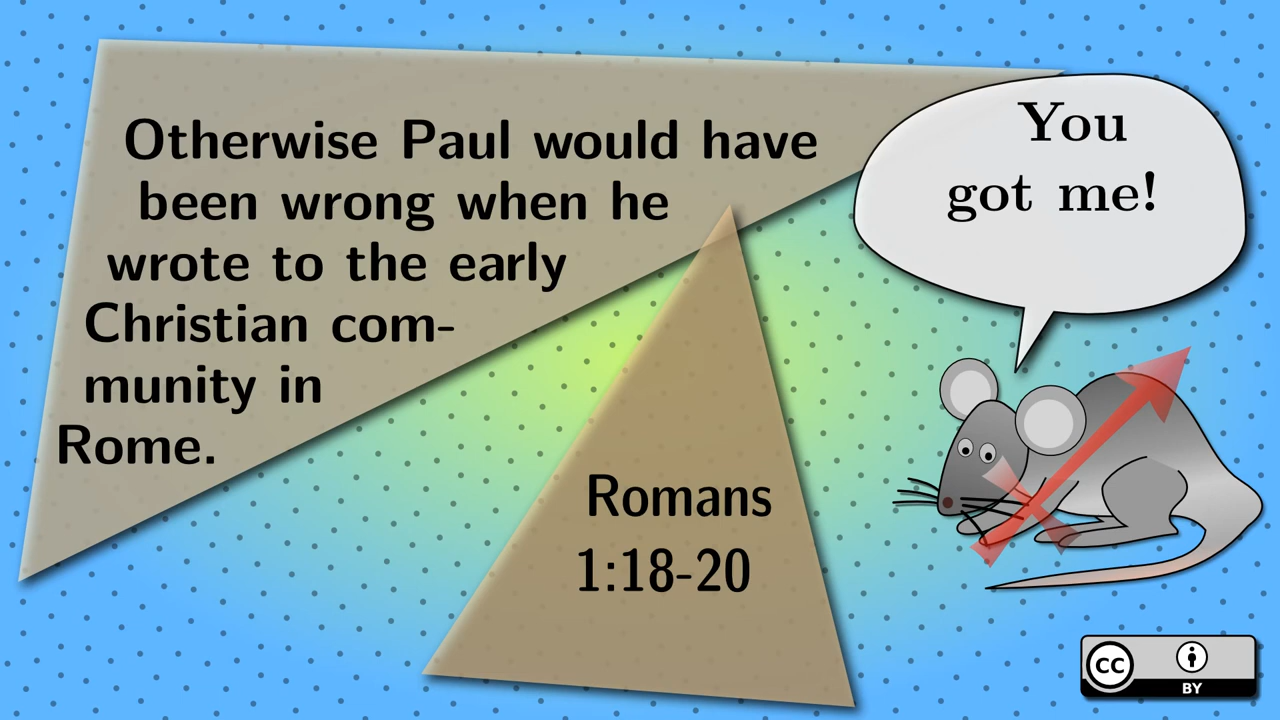 Otherwise Paul would have
been wrong when he
wrote to the early
Christian com-
munity in
Rome.
You
got me!
Romans
1:18-20
CC
BY